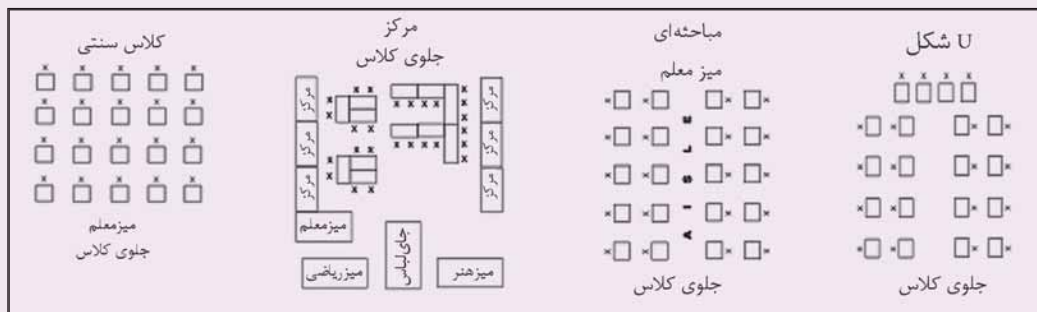 U شکل
جلوی کلاس
مباحثه‌ای
میز معلم
A I S L E
جلوی کلاس
مرکز
جلوی کلاس
مرکز
مرکز
مرکز
مرکز
مرکز
مرکز
میزمعلم
جای‌لباس
میزهنر
میزریاضی
کلاس سنتی
میزمعلم
جلوی کلاس